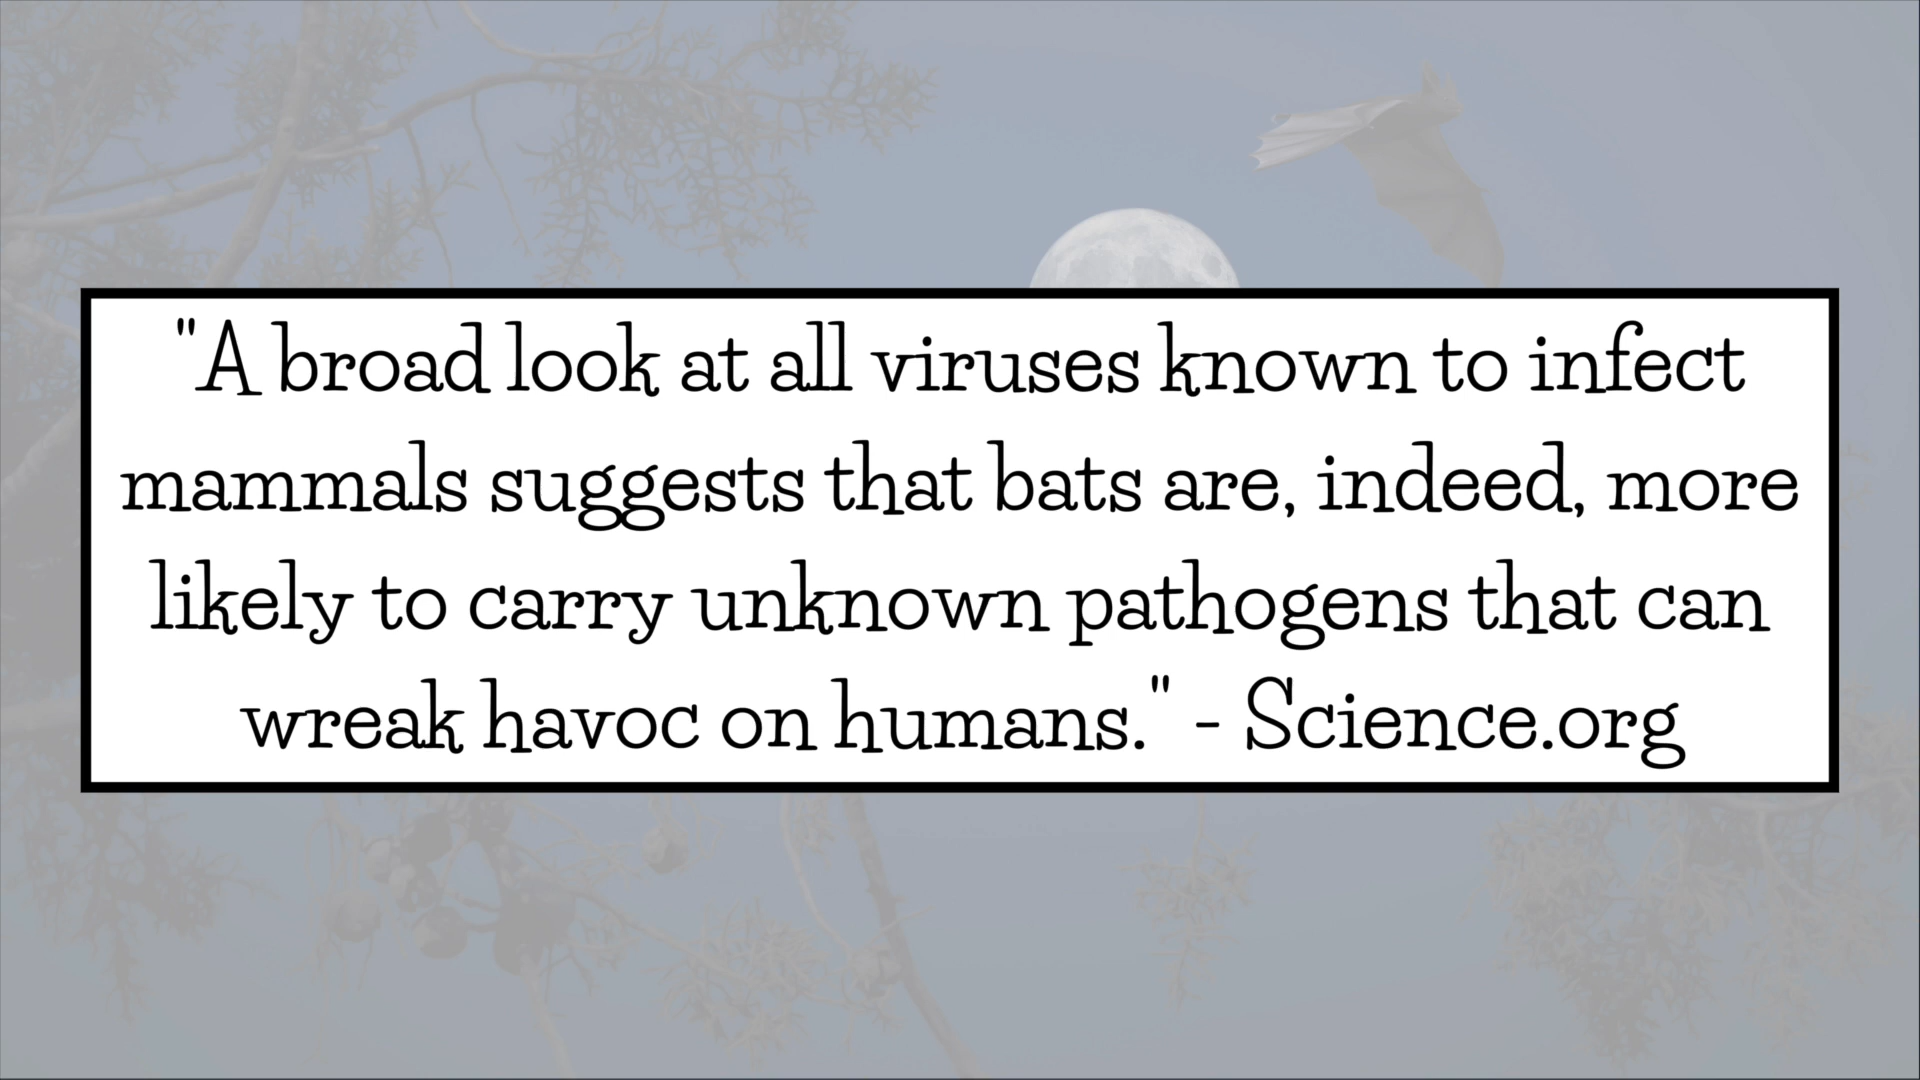 "A broad look at all viruses known to infect
mammals suggests that bats are, indeed, more
likely to carry unknown pathogens that can
wreak havoc on humans." - Science.org